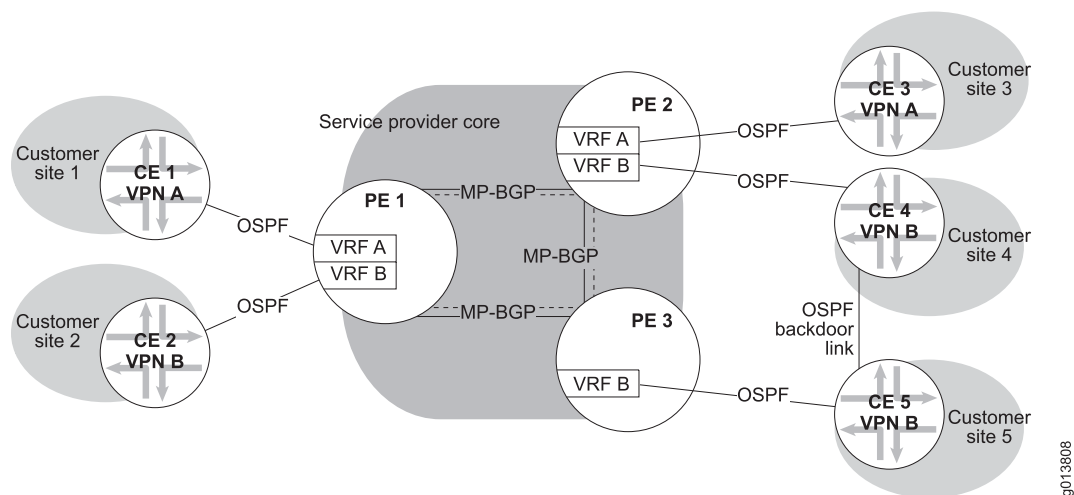 Customer
site 1
CE 1
VPN A
OSPF
Customer
site 2
CE 2
VPN B
OSPF
Service provider core
PE 1
VRF A
VRF B
MP-BGP
MP-BGP
MP-BGP
PE 2
VRF A
VRF B
PE 3
VRF B
OSPF
OSPF
OSPF
CE 3
VPN A
Customer
site 3
CE 4
VPN B
Customer
site 4
OSPF
backdoor
link
CE 5
VPN B
Customer
site 5
g013808